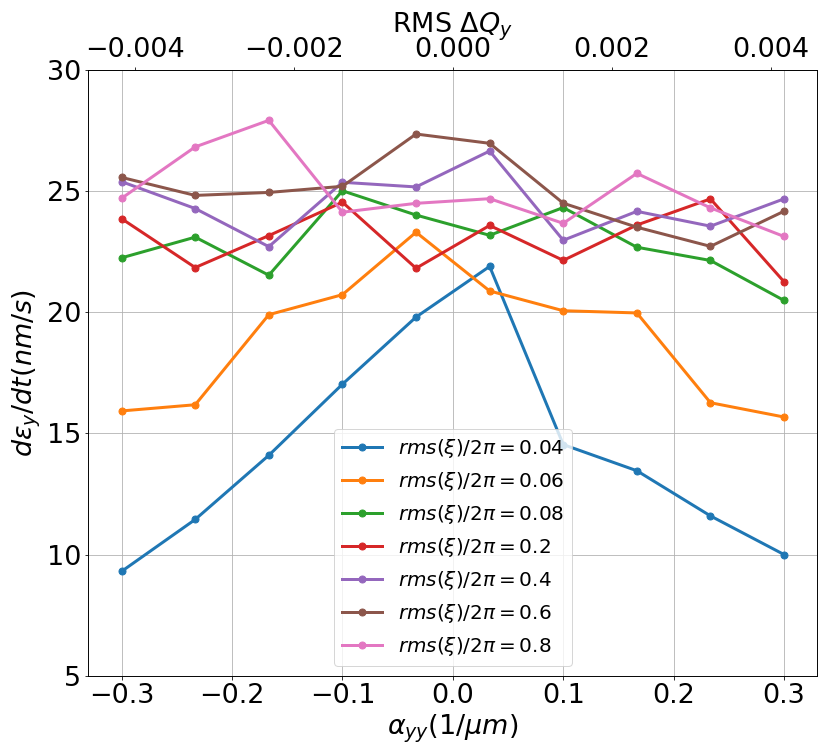 RMS ΔQ_y
−0.004 −0.002 0.000 0.002 0.004
30
25
20
15
10
5
dε_y/dt(nm/s)
rms(ξ)/2π = 0.04
rms(ξ)/2π = 0.06
rms(ξ)/2π = 0.08
rms(ξ)/2π = 0.2
rms(ξ)/2π = 0.4
rms(ξ)/2π = 0.6
rms(ξ)/2π = 0.8
−0.3 −0.2 −0.1 0.0 0.1 0.2 0.3
α_yy(1/μm)